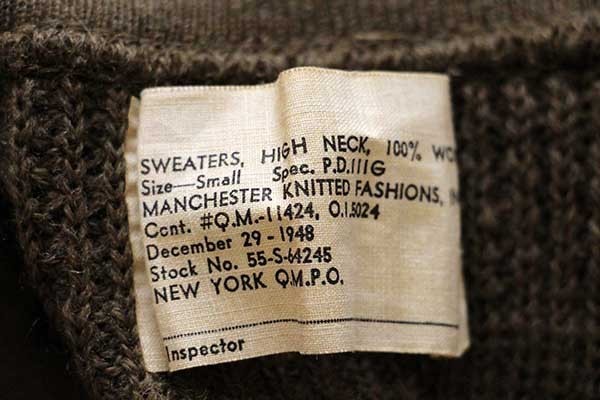 SWEATERS, HIGH NECK, 100% WO
Size—Small Spec. P.D.111G
MANCHESTER KNITTED FASHIONS, IN
Ccnt. #Q.M.-11424, O.I.5024
December 29-1948
Stock No. 55-S-64245
NEW YORK Q.M.P.O.
Inspector